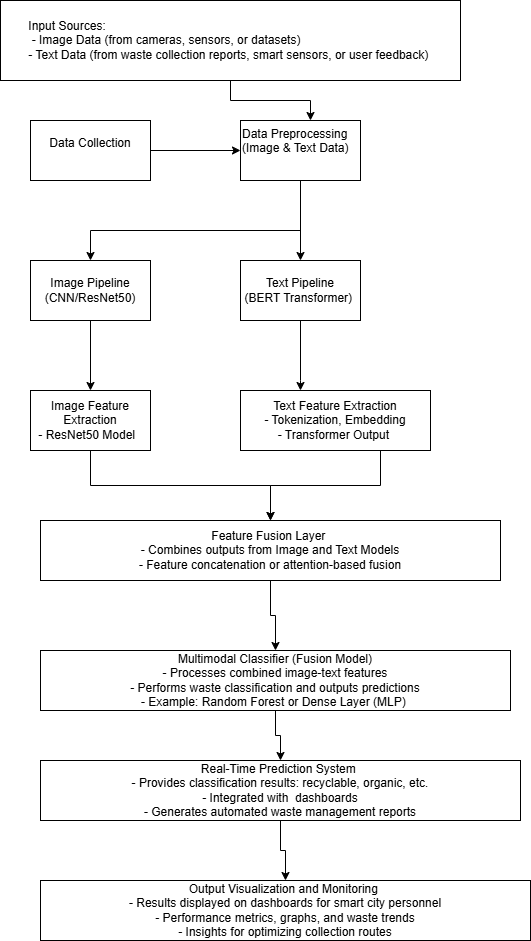 Input Sources:
- Image Data (from cameras, sensors, or datasets)
- Text Data (from waste collection reports, smart sensors, or user feedback)
Data Collection
Data Preprocessing
(Image & Text Data)
Image Pipeline
(CNN/ResNet50)
Text Pipeline
(BERT Transformer)
Image Feature
Extraction
- ResNet50 Model
Text Feature Extraction
- Tokenization, Embedding
- Transformer Output
Feature Fusion Layer
- Combines outputs from Image and Text Models
- Feature concatenation or attention-based fusion
Multimodal Classifier (Fusion Model)
- Processes combined image-text features
- Performs waste classification and outputs predictions
- Example: Random Forest or Dense Layer (MLP)
Real-Time Prediction System
- Provides classification results: recyclable, organic, etc.
- Integrated with  dashboards
- Generates automated waste management reports
Output Visualization and Monitoring
- Results displayed on dashboards for smart city personnel
- Performance metrics, graphs, and waste trends
- Insights for optimizing collection routes